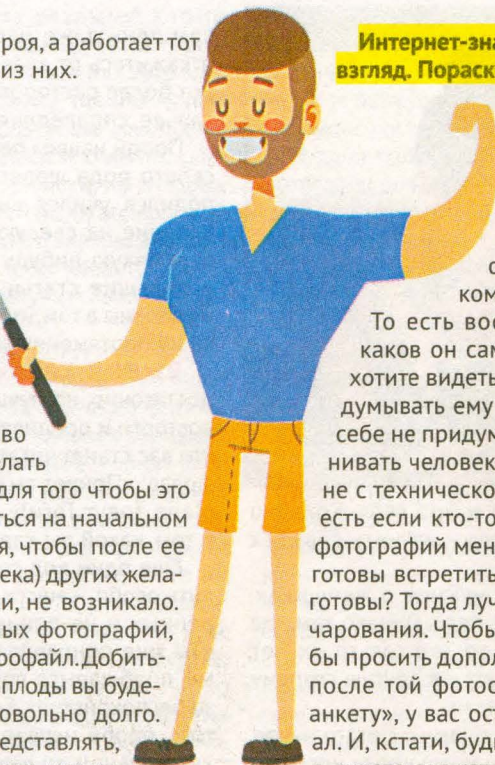 роя, а работает тот
из них.
во
елать
для того чтобы это
ться на начальном
я, чтобы после ее
ека) других жела-
и, не возникало.
ных фотографий,
рофайл. Добить-
плоды вы буде-
овольно долго.
едставлять,
Интернет-зна
взгляд. Пораск
с
ком
То есть вос
каков он сам
хотите видеть
думывать ему
себе не придум
нивать человек
не с техническо
есть если кто-то
фотографий мен
готовы встретить
готовы? Тогда луч
чарования. Чтобы
бы просить допол
после той фотос
анкету», у вас ост
ал. И, кстати, буд